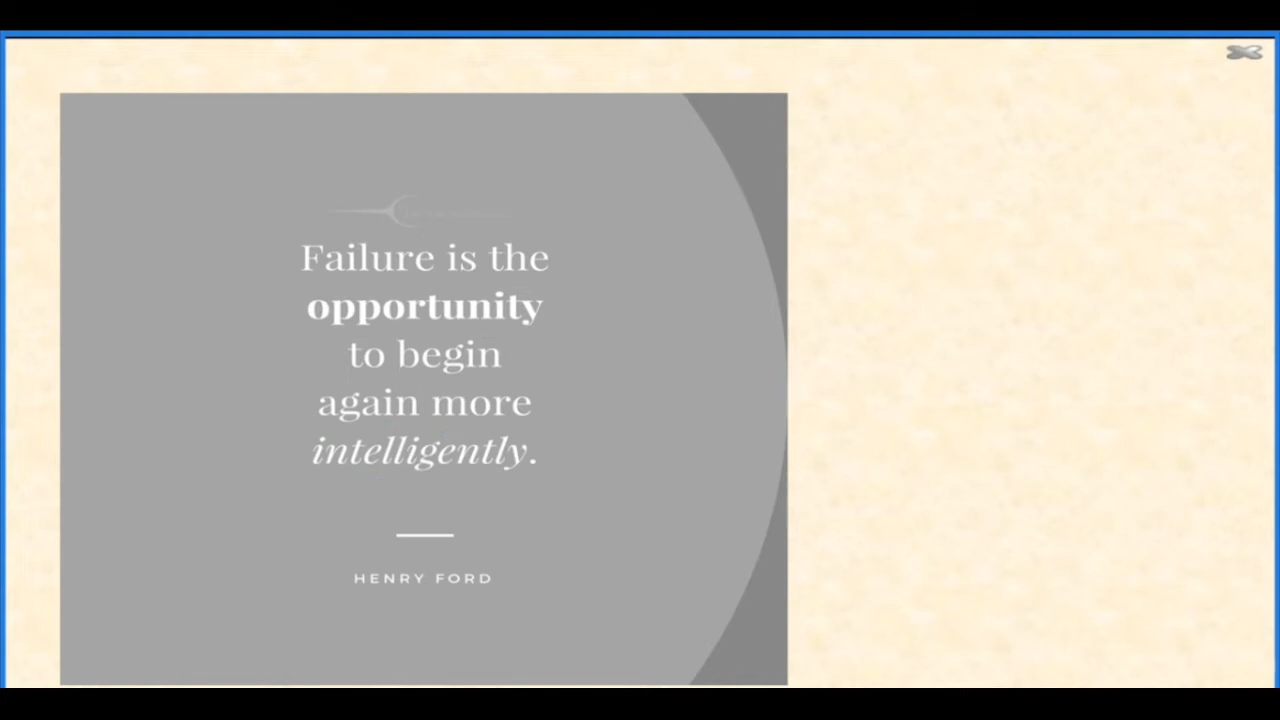 Failure is the
opportunity
to begin
again more
intelligently.
HENRY FORD